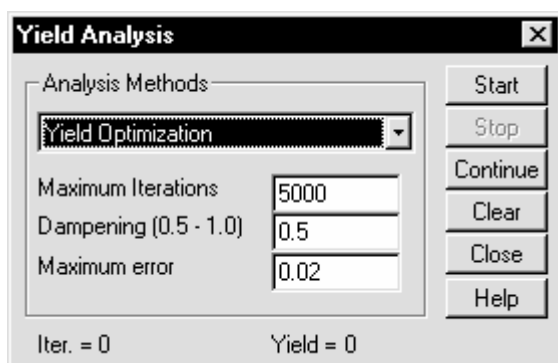 Yield Analysis
Analysis Methods
Yield Optimization
Maximum Iterations 5000
Dampening (0.5 - 1.0) 0.5
Maximum error 0.02
Iter. = 0 Yield = 0
Start
Stop
Continue
Clear
Close
Help